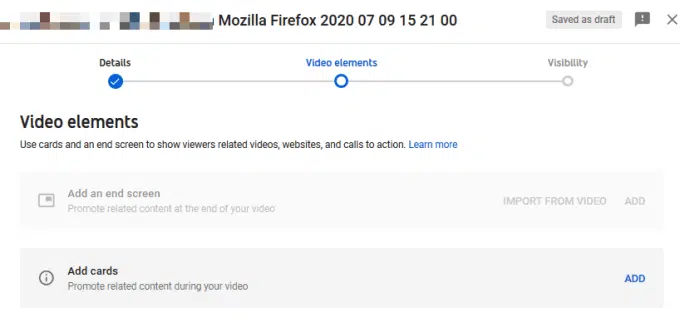 Mozilla Firefox 2020 07 09 15 21 00 Saved as draft
Details Video elements Visibility
Video elements
Use cards and an end screen to show viewers related videos, websites, and calls to action. Learn more
Add an end screen
Promote related content at the end of your video
IMPORT FROM VIDEO ADD
Add cards
Promote related content during your video
ADD